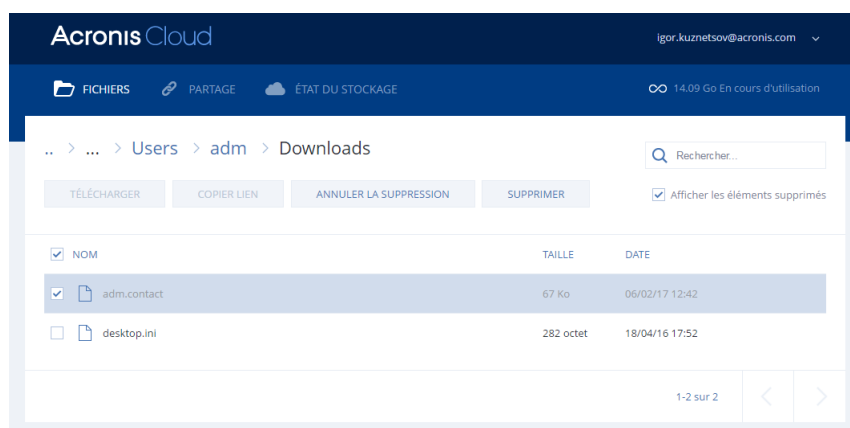 Acronis Cloud
igor.kuznetsov@acronis.com
FICHIERS PARTAGE ÉTAT DU STOCKAGE 14.09 Go En cours d'utilisation
.. > ... > Users > adm > Downloads
Rechercher...
TÉLÉCHARGER COPIER LIEN ANNULER LA SUPPRESSION SUPPRIMER Afficher les éléments supprimés
NOM TAILLE DATE
adm.contact 67 Ko 06/02/17 12:42
desktop.ini 282 octet 18/04/16 17:52
1-2 sur 2